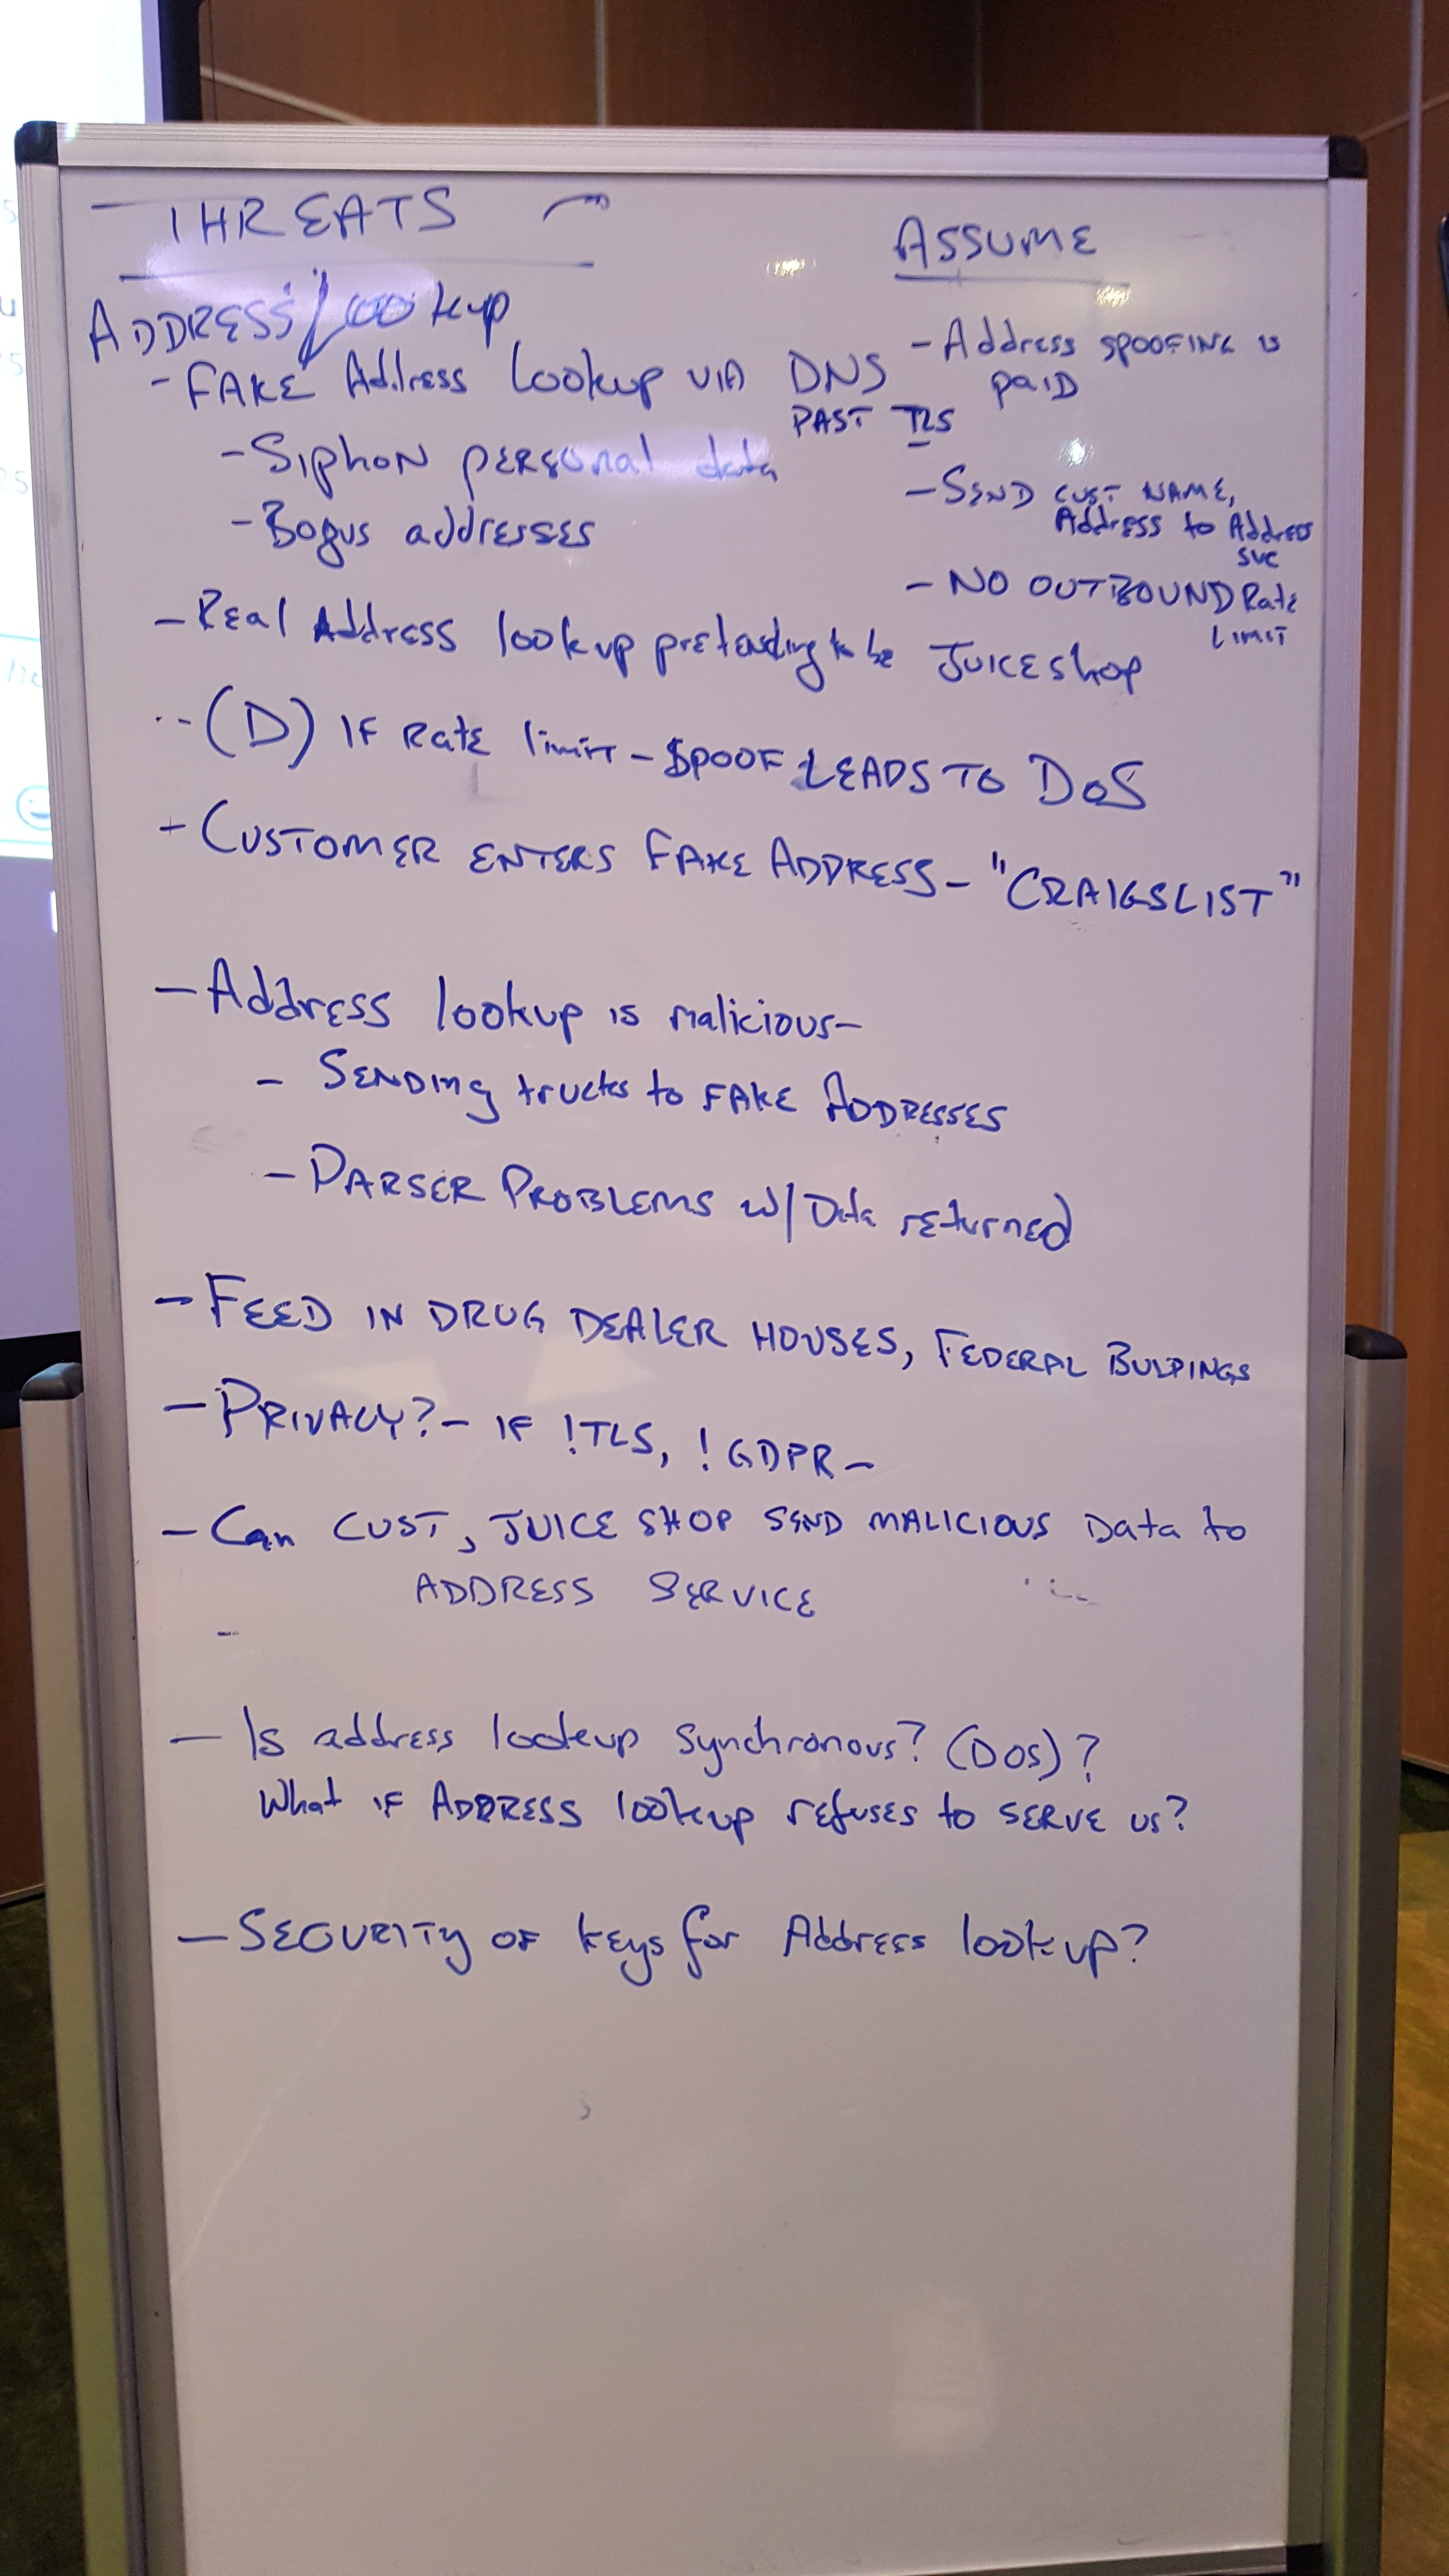 THREATS
ADDRESS/Lookup
- FAKE Address Lookup VIA DNS
PAST TLS
- Siphon personal data
- Bogus addresses
- Real Address lookup pretending to be JUICESHOP
-- (D) IF Rate limit - SPOOF LEADS TO DOS
- CUSTOMER ENTERS FAKE ADDRESS - "CRAIGSLIST"
- Address lookup is malicious -
- SENDING trucks to FAKE ADDRESSES
- PARSER PROBLEMS W/ Data returned
- FEED IN DRUG DEALER HOUSES, FEDERAL BULDINGS
- PRIVACY? - IF !TLS, !GDPR -
- Can CUST, JUICE SHOP SEND MALICIOUS Data to
ADDRESS SERVICE
-
- Is address lookup synchronous? (DOS)?
What IF ADDRESS lookup refuses to SERVE us?
- SECURITY OF keys for Address lookup?
ASSUME
- Address SPOOFING is
PAID
- SEND CUST NAME,
Address to Address
SVC
- NO OUTBOUND Rate
LIMIT